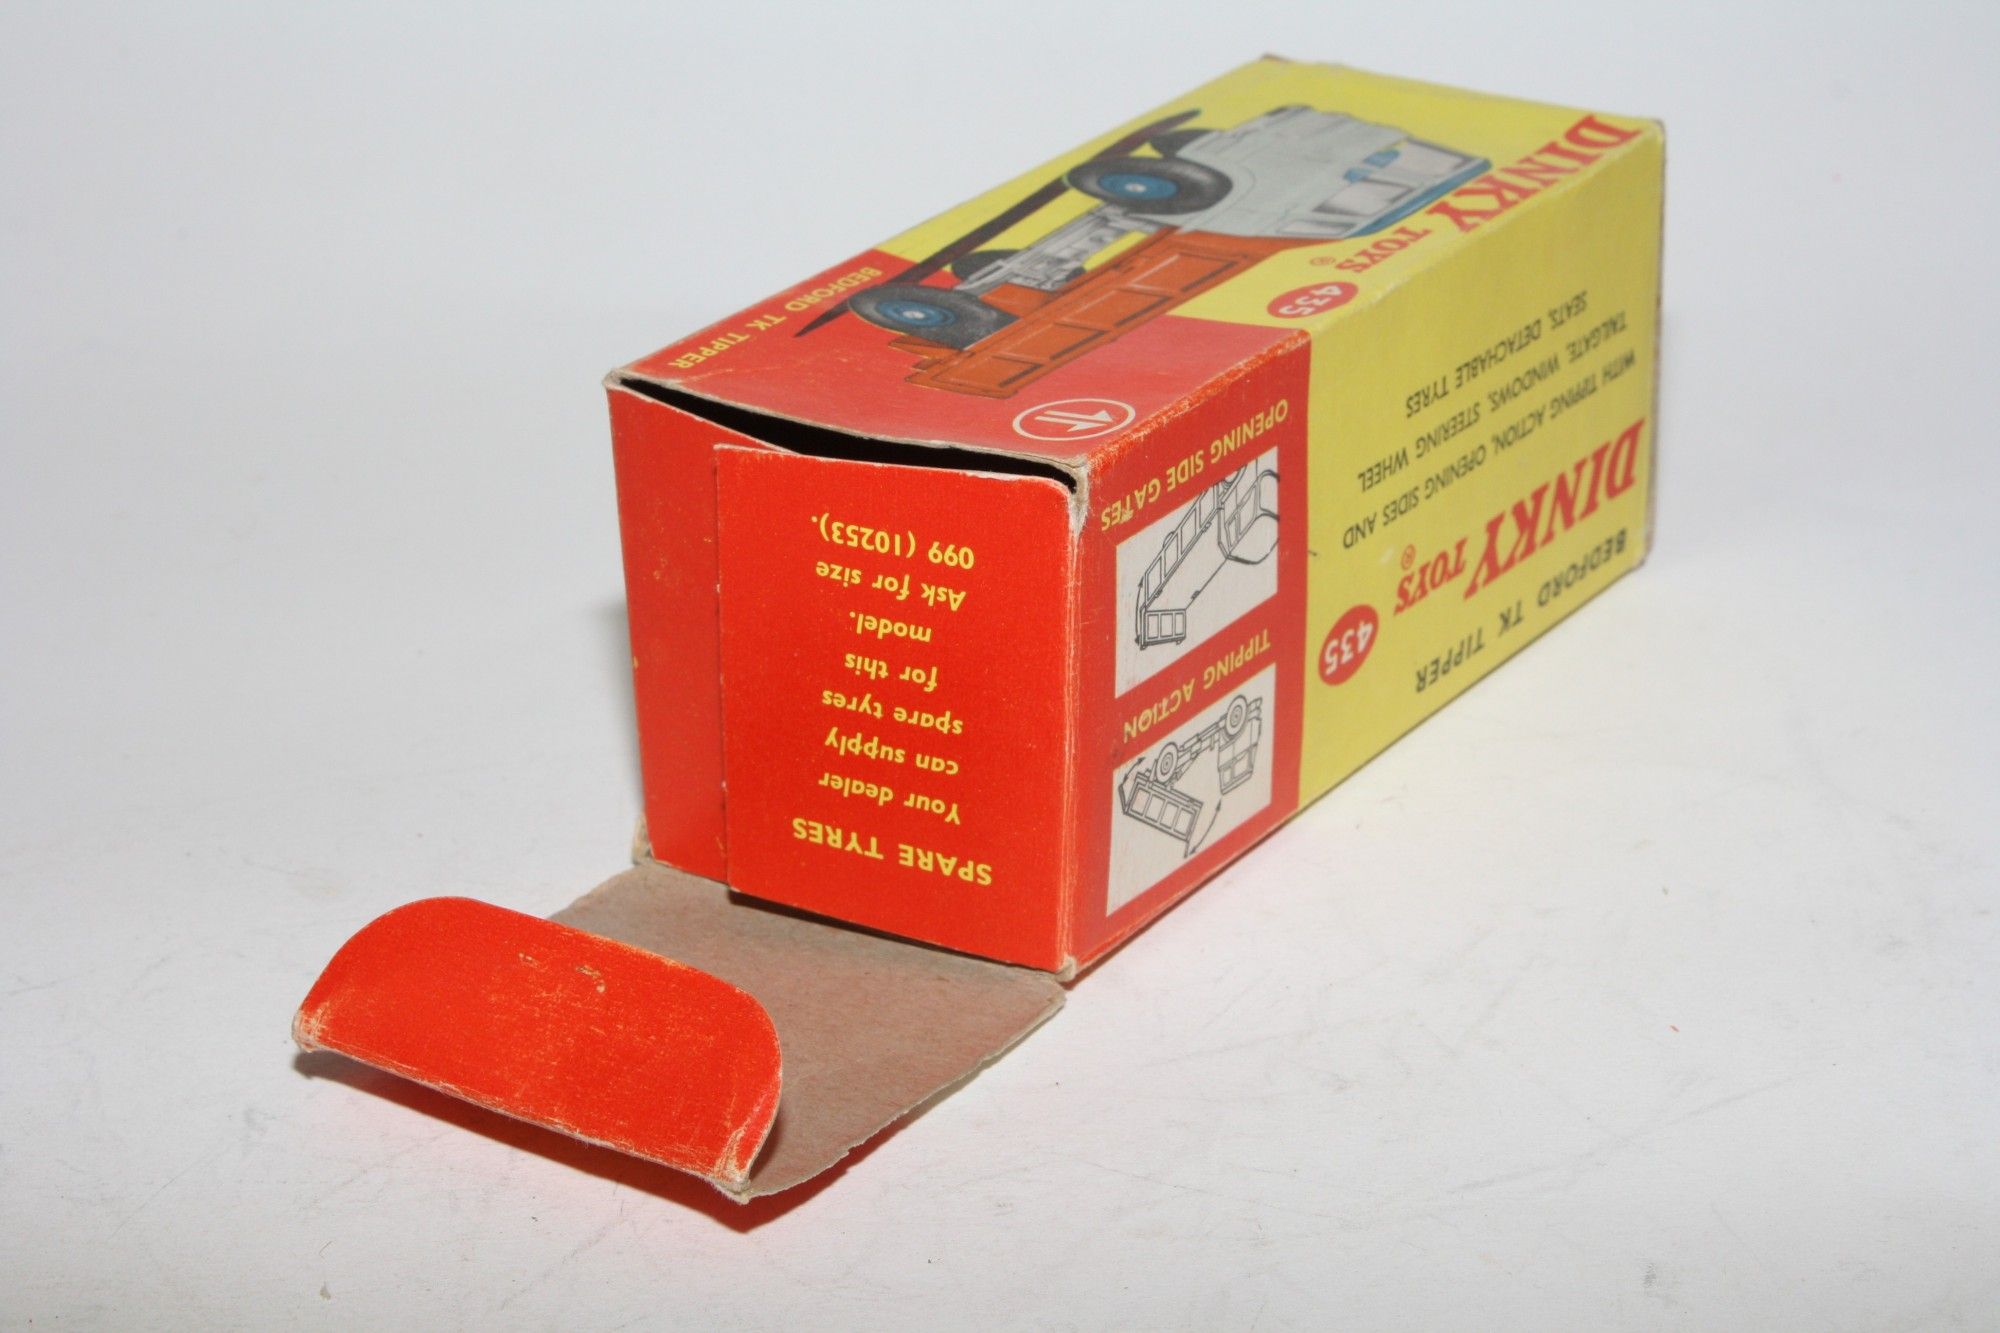 DINKY TOYS®
435
BEDFORD TK TIPPER
BEDFORD TK TIPPER
DINKY TOYS®
435
WITH TIPPING ACTION, OPENING SIDES AND
TAILGATE, WINDOWS, STEERING WHEEL
SEATS, DETACHABLE TYRES
TIPPING ACTION
OPENING SIDE GATES
SPARE TYRES
Your dealer
can supply
spare tyres
for this
model.
Ask for size
099 (10253).